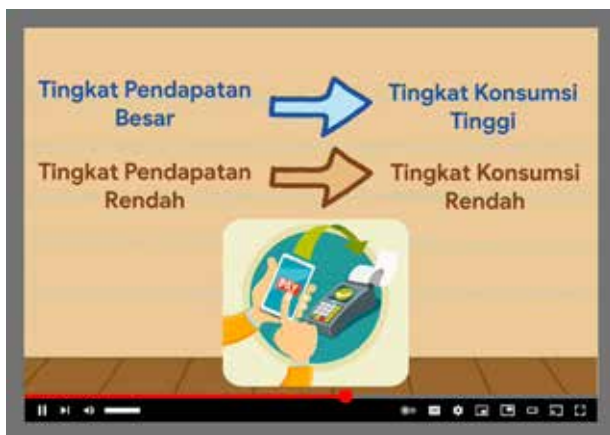 Tingkat Pendapatan
Besar
Tingkat Konsumsi
Tinggi
Tingkat Pendapatan
Rendah
Tingkat Konsumsi
Rendah
PAY